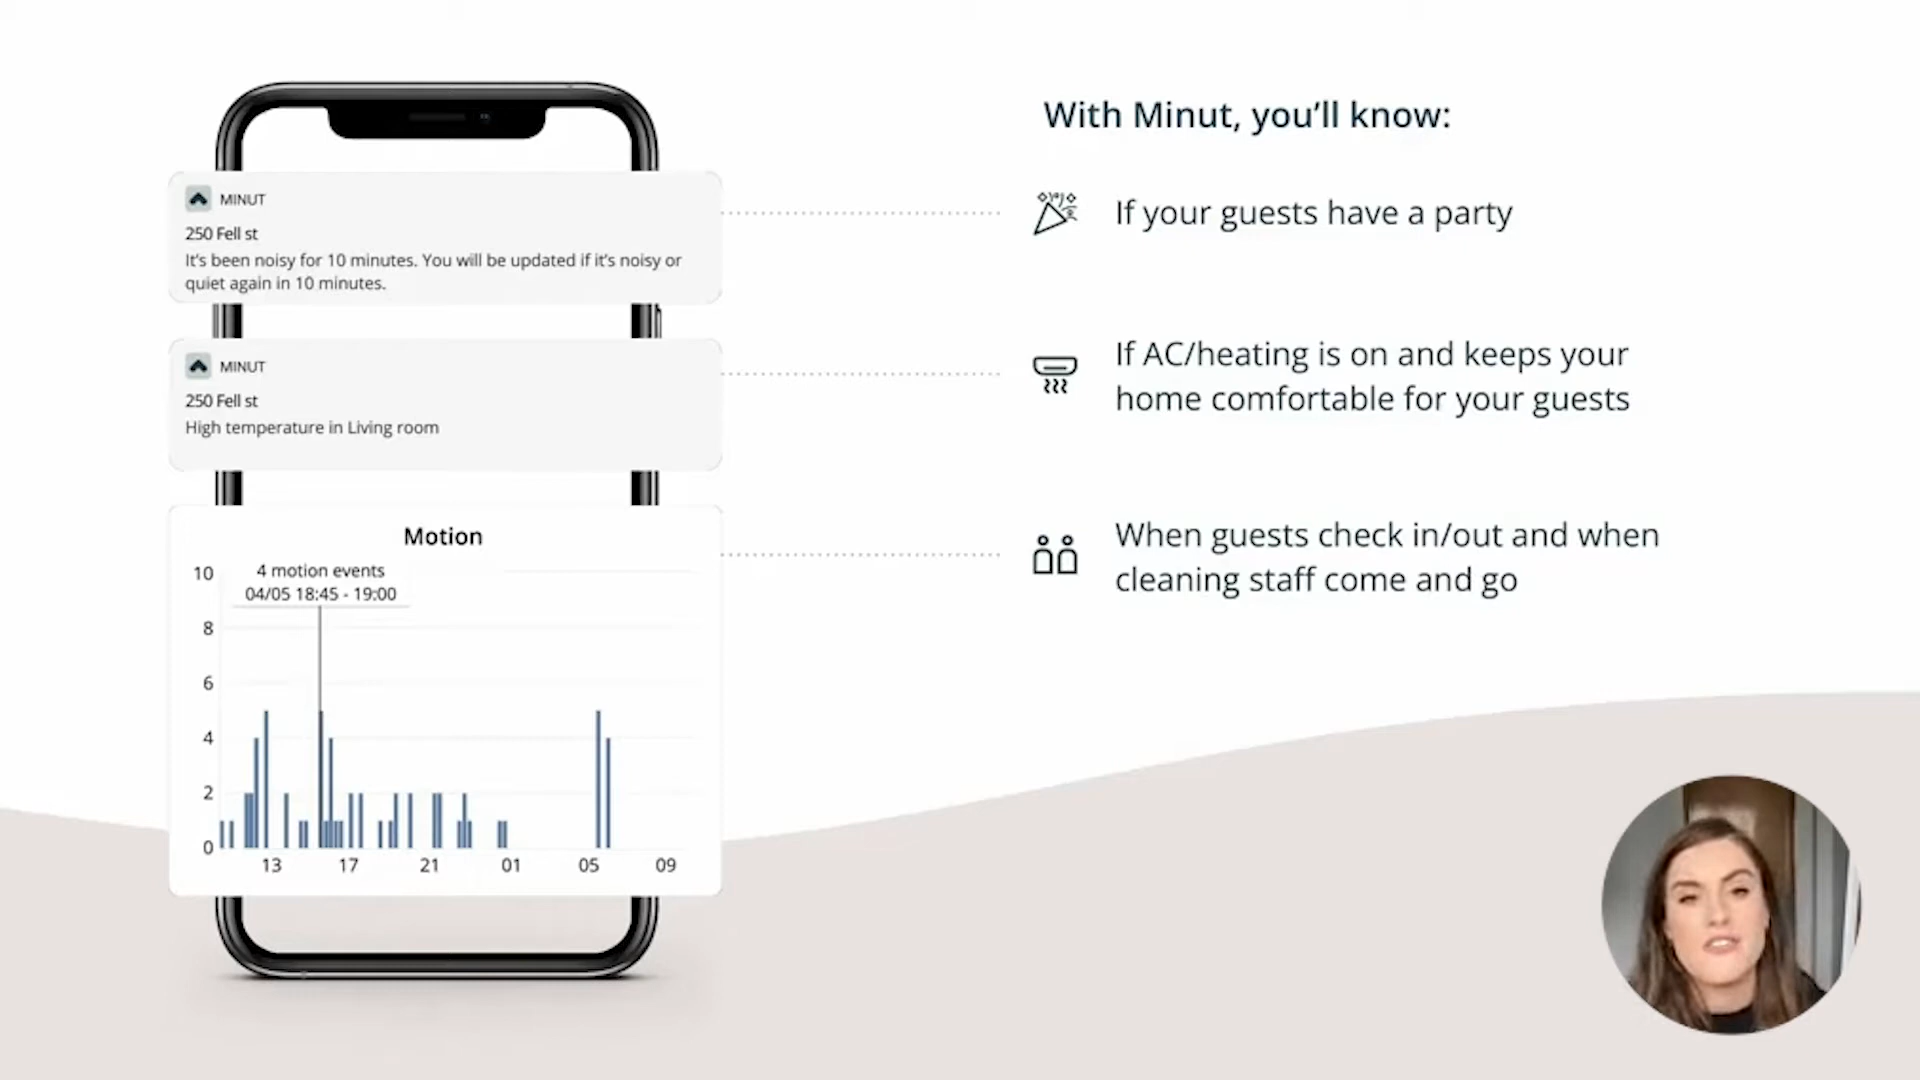 With Minut, you'll know:
MINUT
250 Fell st
It's been noisy for 10 minutes. You will be updated if it's noisy or
quiet again in 10 minutes.
If your guests have a party
MINUT
250 Fell st
High temperature in Living room
If AC/heating is on and keeps your
home comfortable for your guests
Motion
4 motion events
04/05 18:45 - 19:00
10
8
6
4
2
0
13 17 21 01 05 09
When guests check in/out and when
cleaning staff come and go